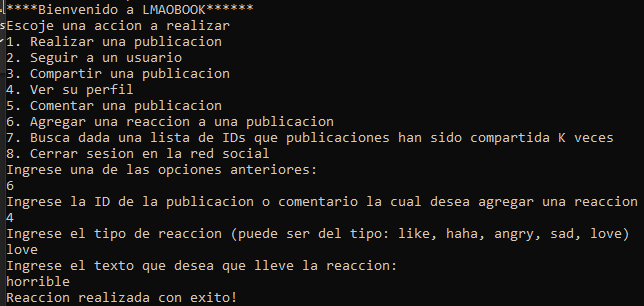 ****Bienvenido a LMAOBOOK******
Escoje una accion a realizar
1. Realizar una publicacion
2. Seguir a un usuario
3. Compartir una publicacion
4. Ver su perfil
5. Comentar una publicacion
6. Agregar una reaccion a una publicacion
7. Busca dada una lista de IDs que publicaciones han sido compartida K veces
8. Cerrar sesion en la red social
Ingrese una de las opciones anteriores:
6
Ingrese la ID de la publicacion o comentario la cual desea agregar una reaccion
4
Ingrese el tipo de reaccion (puede ser del tipo: like, haha, angry, sad, love)
love
Ingrese el texto que desea que lleve la reaccion:
horrible
Reaccion realizada con exito!